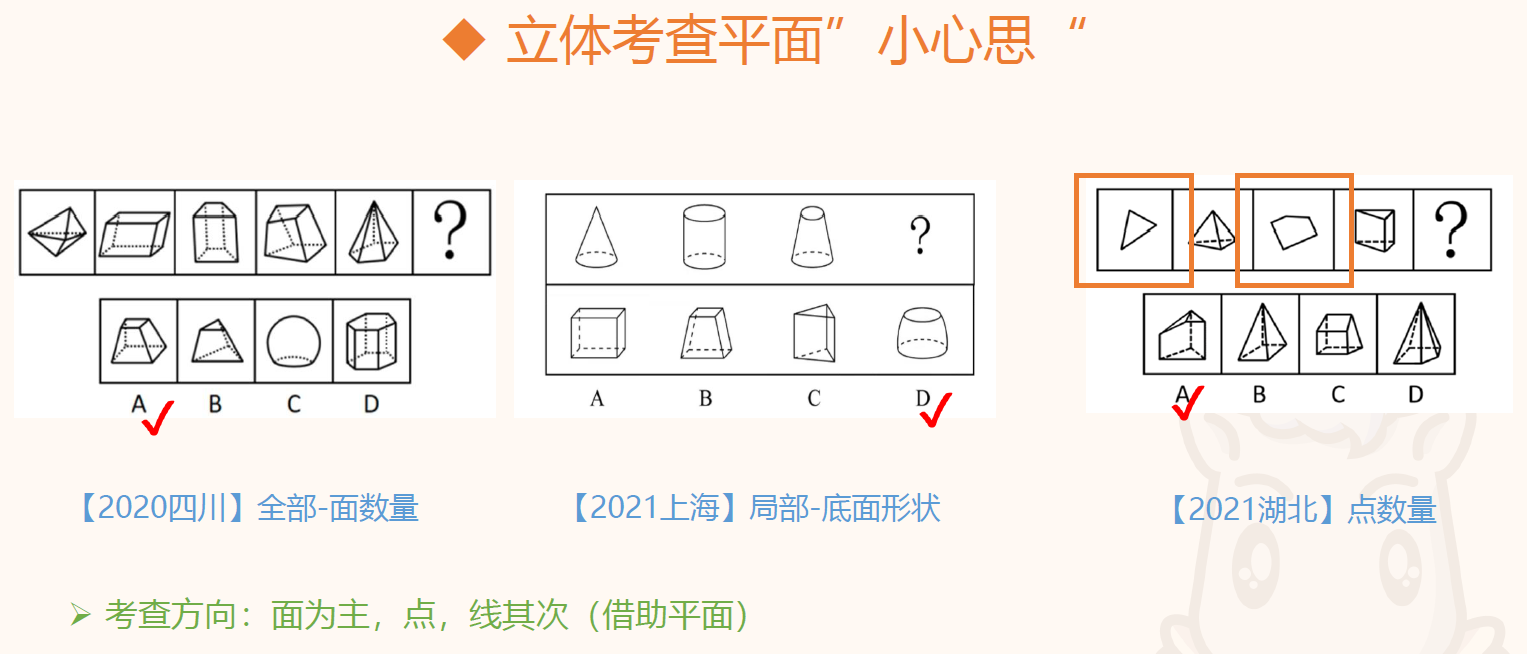 ◆ 立体考查平面”小心思“
?
A B C D
?
A B C D
?
A B C D
【2020四川】全部-面数量
【2021上海】局部-底面形状
【2021湖北】点数量
➢ 考查方向：面为主，点，线其次（借助平面）